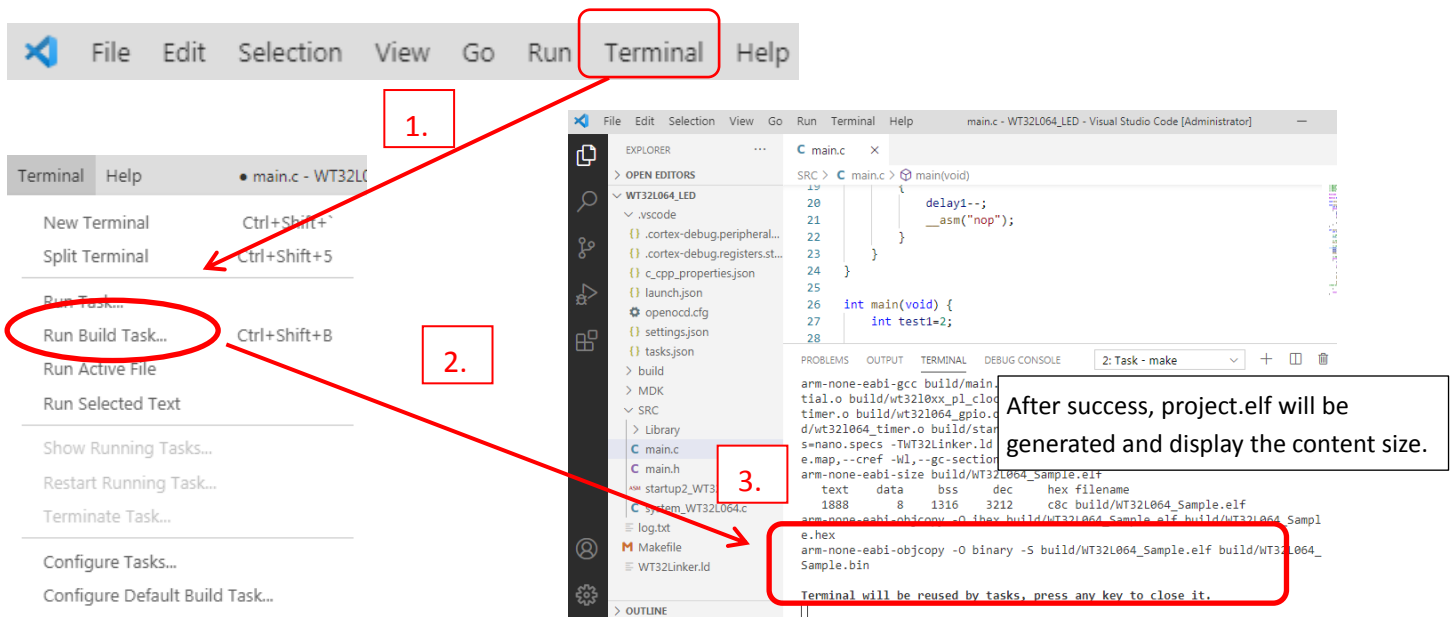 File Edit Selection View Go Run Terminal Help
1.
Terminal Help ● main.c - WT32L
New Terminal Ctrl+Shift+`
Split Terminal Ctrl+Shift+5
Run Task...
Run Build Task... Ctrl+Shift+B
Run Active File
Run Selected Text
Show Running Tasks...
Restart Running Task...
Terminate Task...
Configure Tasks...
Configure Default Build Task...
2.
File Edit Selection View Go Run Terminal Help main.c - WT32L064_LED - Visual Studio Code [Administrator]
EXPLORER ...
> OPEN EDITORS
WT32L064_LED
.vscode
{} .cortex-debug.peripheral...
{} .cortex-debug.registers.st...
{} c_cpp_properties.json
{} launch.json
openocd.cfg
{} settings.json
{} tasks.json
> build
> MDK
SRC
> Library
C main.c
C main.h
ASM startup2_WT3
C system_WT32L064.c
log.txt
M Makefile
WT32Linker.ld
> OUTLINE
3.
C main.c ×
SRC > C main.c > main(void)
19 {
20 delay1--;
21 __asm("nop");
22 }
23 }
24 }
25
26 int main(void) {
27 int test1=2;
28
PROBLEMS OUTPUT TERMINAL DEBUG CONSOLE 2: Task - make
arm-none-eabi-gcc build/main.
tial.o build/wt32l0xx_pl_cloc
timer.o build/wt32l064_gpio.o
d/wt32l064_timer.o build/star
s=nano.specs -TWT32Linker.ld
e.map,--cref -Wl,--gc-section
arm-none-eabi-size build/WT32L064_Sample.elf
text data bss dec hex filename
1888 8 1316 3212 c8c build/WT32L064_Sample.elf
arm-none-eabi-objcopy -O ihex build/WT32L064_Sample.elf build/WT32L064_Sampl
e.hex
arm-none-eabi-objcopy -O binary -S build/WT32L064_Sample.elf build/WT32L064_
Sample.bin
Terminal will be reused by tasks, press any key to close it.
After success, project.elf will be
generated and display the content size.